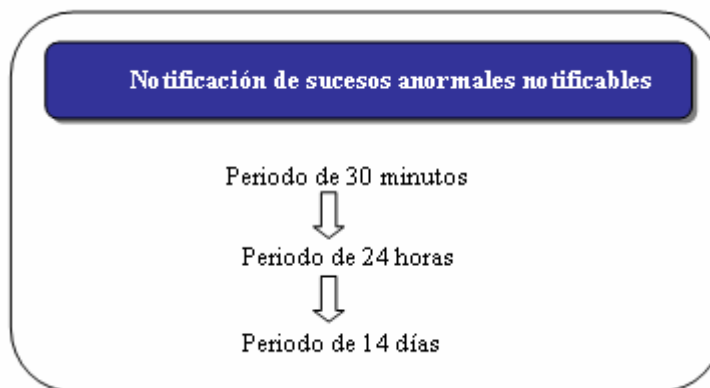 Notificación de sucesos anormales notificables
Periodo de 30 minutos
Periodo de 24 horas
Periodo de 14 días